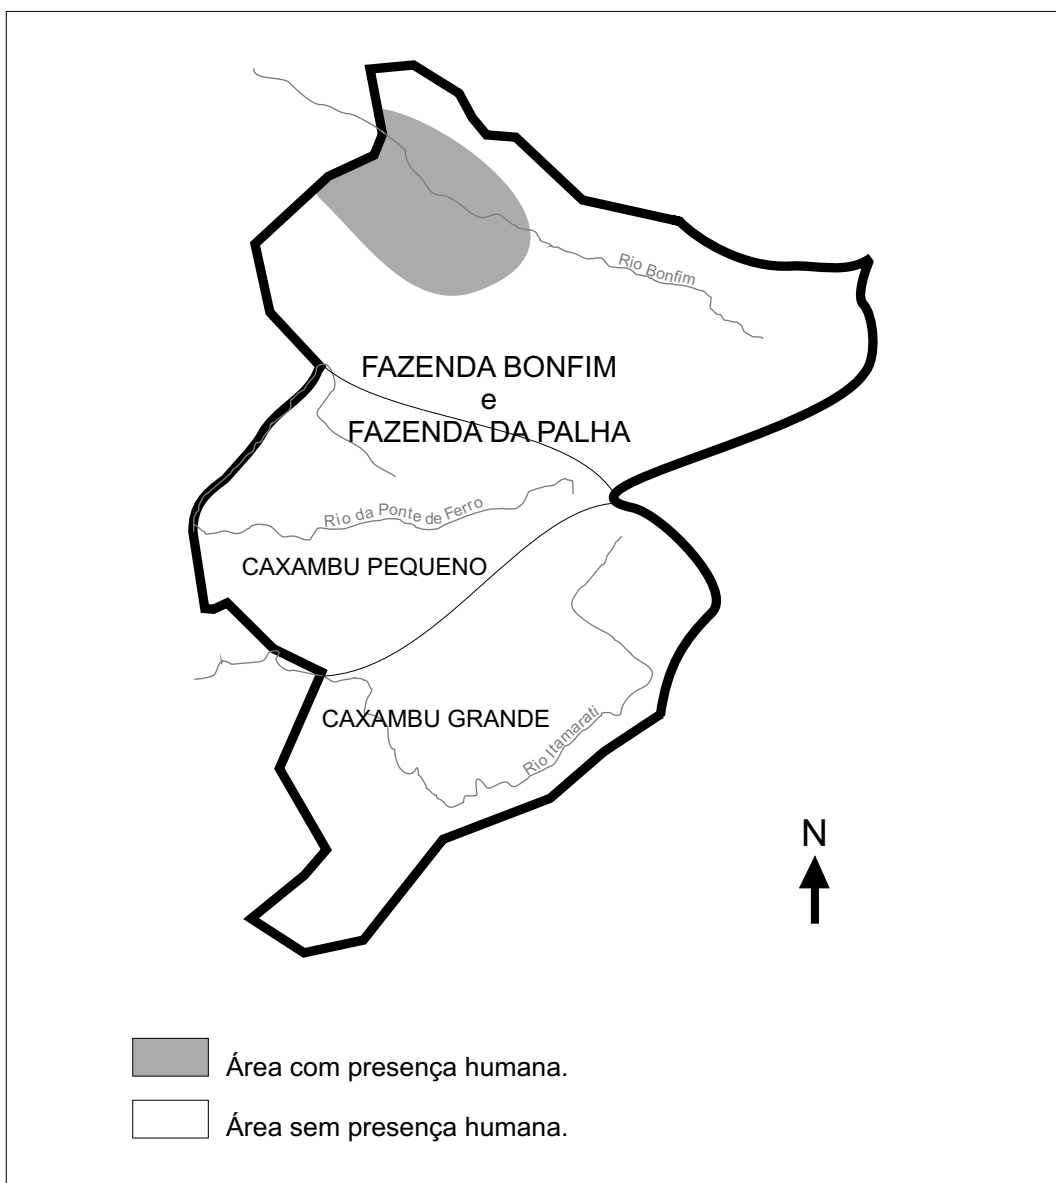 Rio Bonfim
FAZENDA BONFIM
e
FAZENDA DA PALHA
Rio da Ponte de Ferro
CAXAMBU PEQUENO
CAXAMBU GRANDE
Rio Itamarati
N
Área com presença humana.
Área sem presença humana.